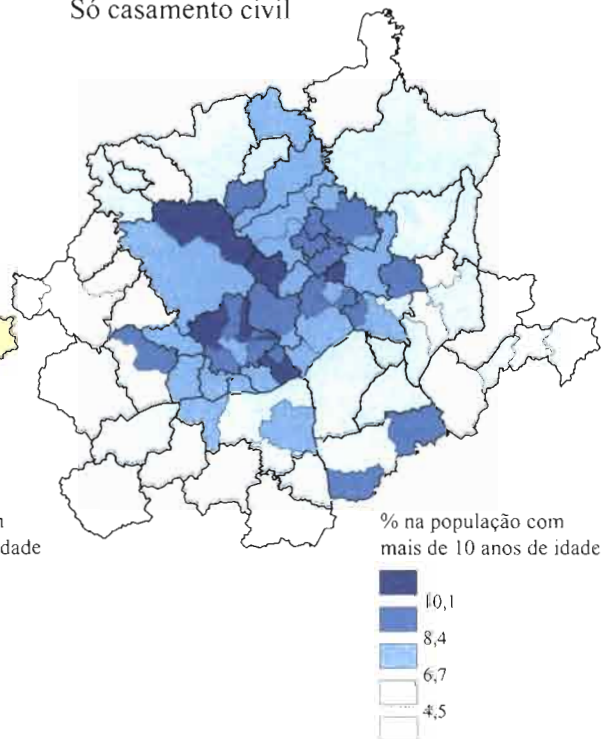 Só casamento civil
dade
% na população com
mais de 10 anos de idade
10,1
8,4
6,7
4,5